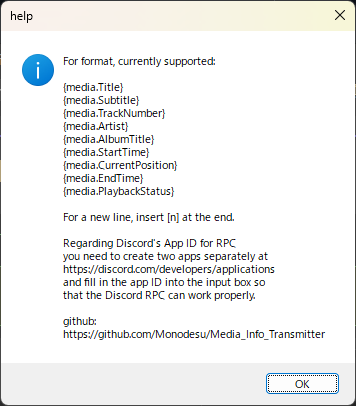 help
For format, currently supported:
{media.Title}
{media.Subtitle}
{media.TrackNumber}
{media.Artist}
{media.AlbumTitle}
{media.StartTime}
{media.CurrentPosition}
{media.EndTime}
{media.PlaybackStatus}
For a new line, insert [n] at the end.
Regarding Discord's App ID for RPC
you need to create two apps separately at
https://discord.com/developers/applications
and fill in the app ID into the input box so
that the Discord RPC can work properly.
github:
https://github.com/Monodesu/Media_Info_Transmitter
OK